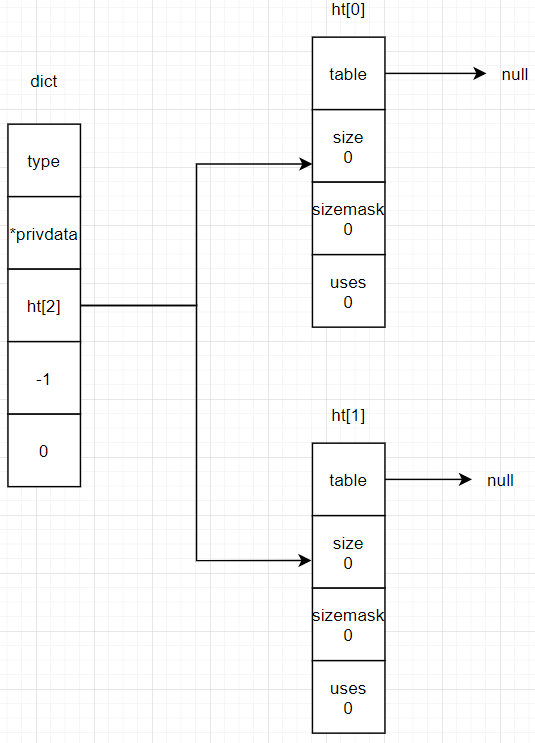 dict
type
*privdata
ht[2]
-1
0
ht[0]
table
null
size
0
sizemask
0
uses
0
ht[1]
table
null
size
0
sizemask
0
uses
0